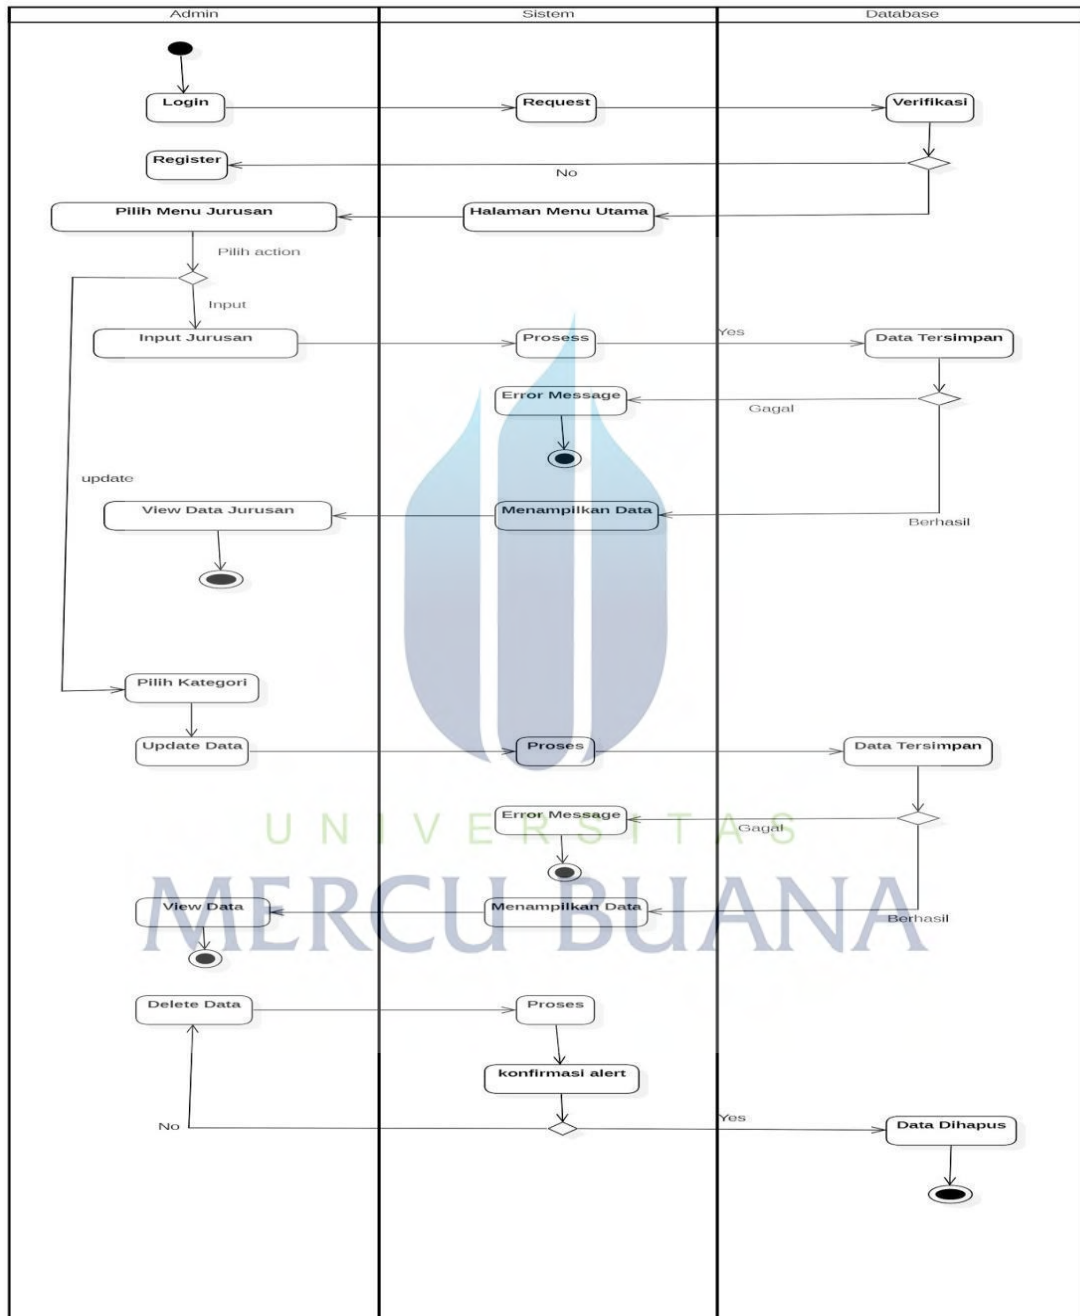 Admin
Sistem
Database
Login
Request
Verifikasi
Register
No
Pilih Menu Jurusan
Halaman Menu Utama
Pilih action
Input
Input Jurusan
Prosess
Yes
Data Tersimpan
Error Message
Gagal
update
View Data Jurusan
Menampilkan Data
Berhasil
Pilih Kategori
Update Data
Proses
Data Tersimpan
Error Message
Gagal
UNIVERSITAS
MERCU BUANA
View Data
Menampilkan Data
Berhasil
Delete Data
Proses
konfirmasi alert
No
Yes
Data Dihapus